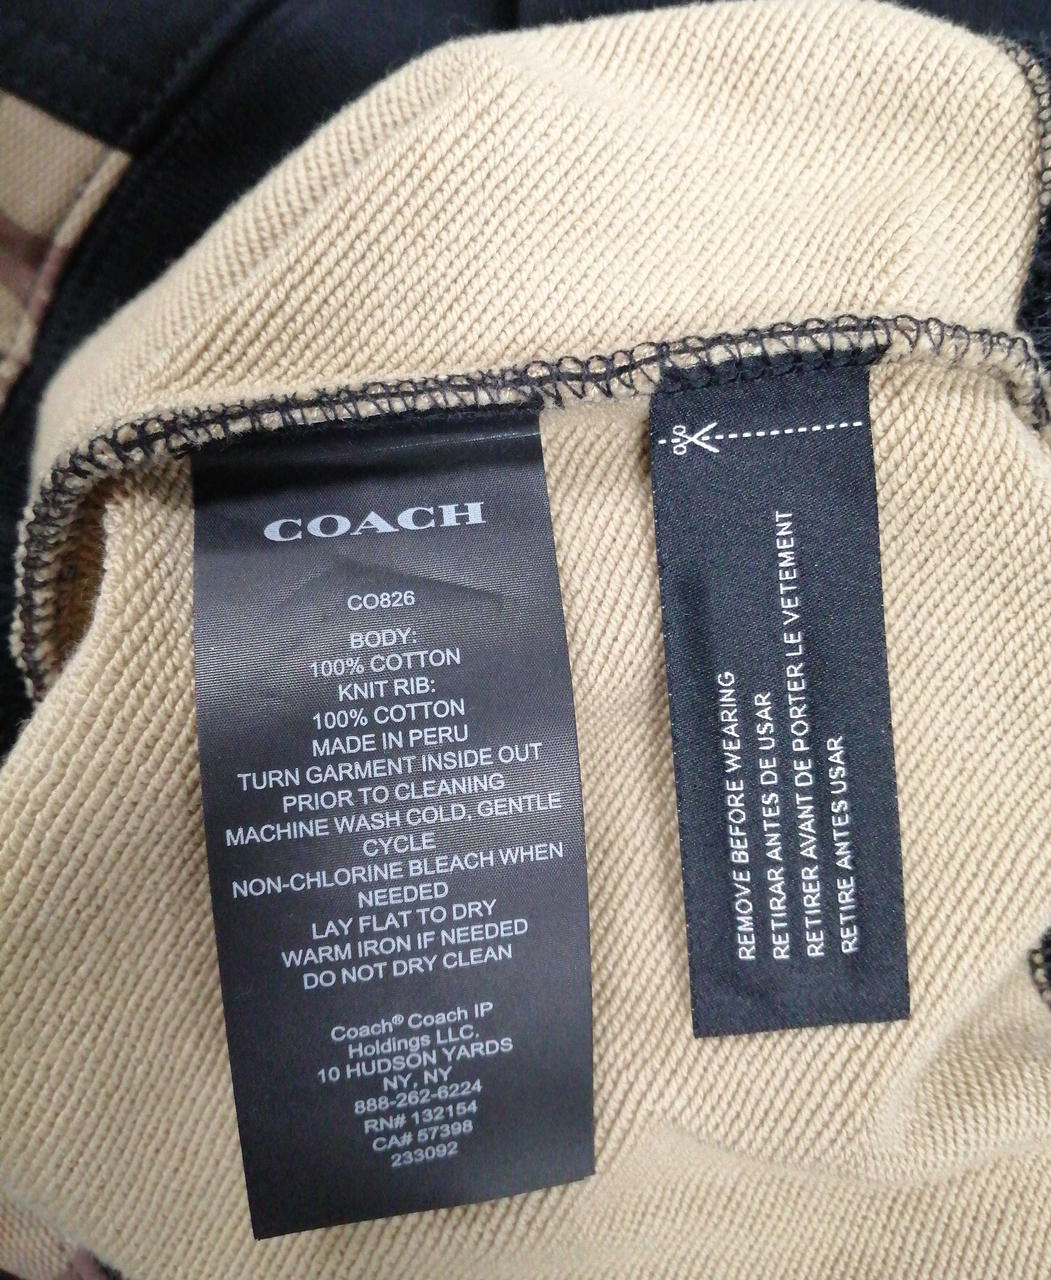 COACH
CO826
BODY:
100% COTTON
KNIT RIB:
100% COTTON
MADE IN PERU
TURN GARMENT INSIDE OUT
PRIOR TO CLEANING
MACHINE WASH COLD, GENTLE
CYCLE
NON-CHLORINE BLEACH WHEN
NEEDED
LAY FLAT TO DRY
WARM IRON IF NEEDED
DO NOT DRY CLEAN
Coach® Coach IP
Holdings LLC.
10 HUDSON YARDS
NY, NY
888-262-6224
RN# 132154
CA# 57398
233092
REMOVE BEFORE WEARING
RETIRAR ANTES DE USAR
RETIRER AVANT DE PORTER LE VETEMENT
RETIRE ANTES USAR